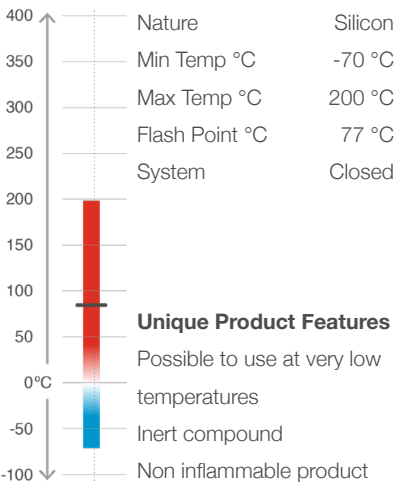 400
350
300
250
200
150
100
50
0°C
-50
-100
Nature Silicon
Min Temp °C -70 °C
Max Temp °C 200 °C
Flash Point °C 77 °C
System Closed
Unique Product Features
Possible to use at very low
temperatures
Inert compound
Non inflammable product